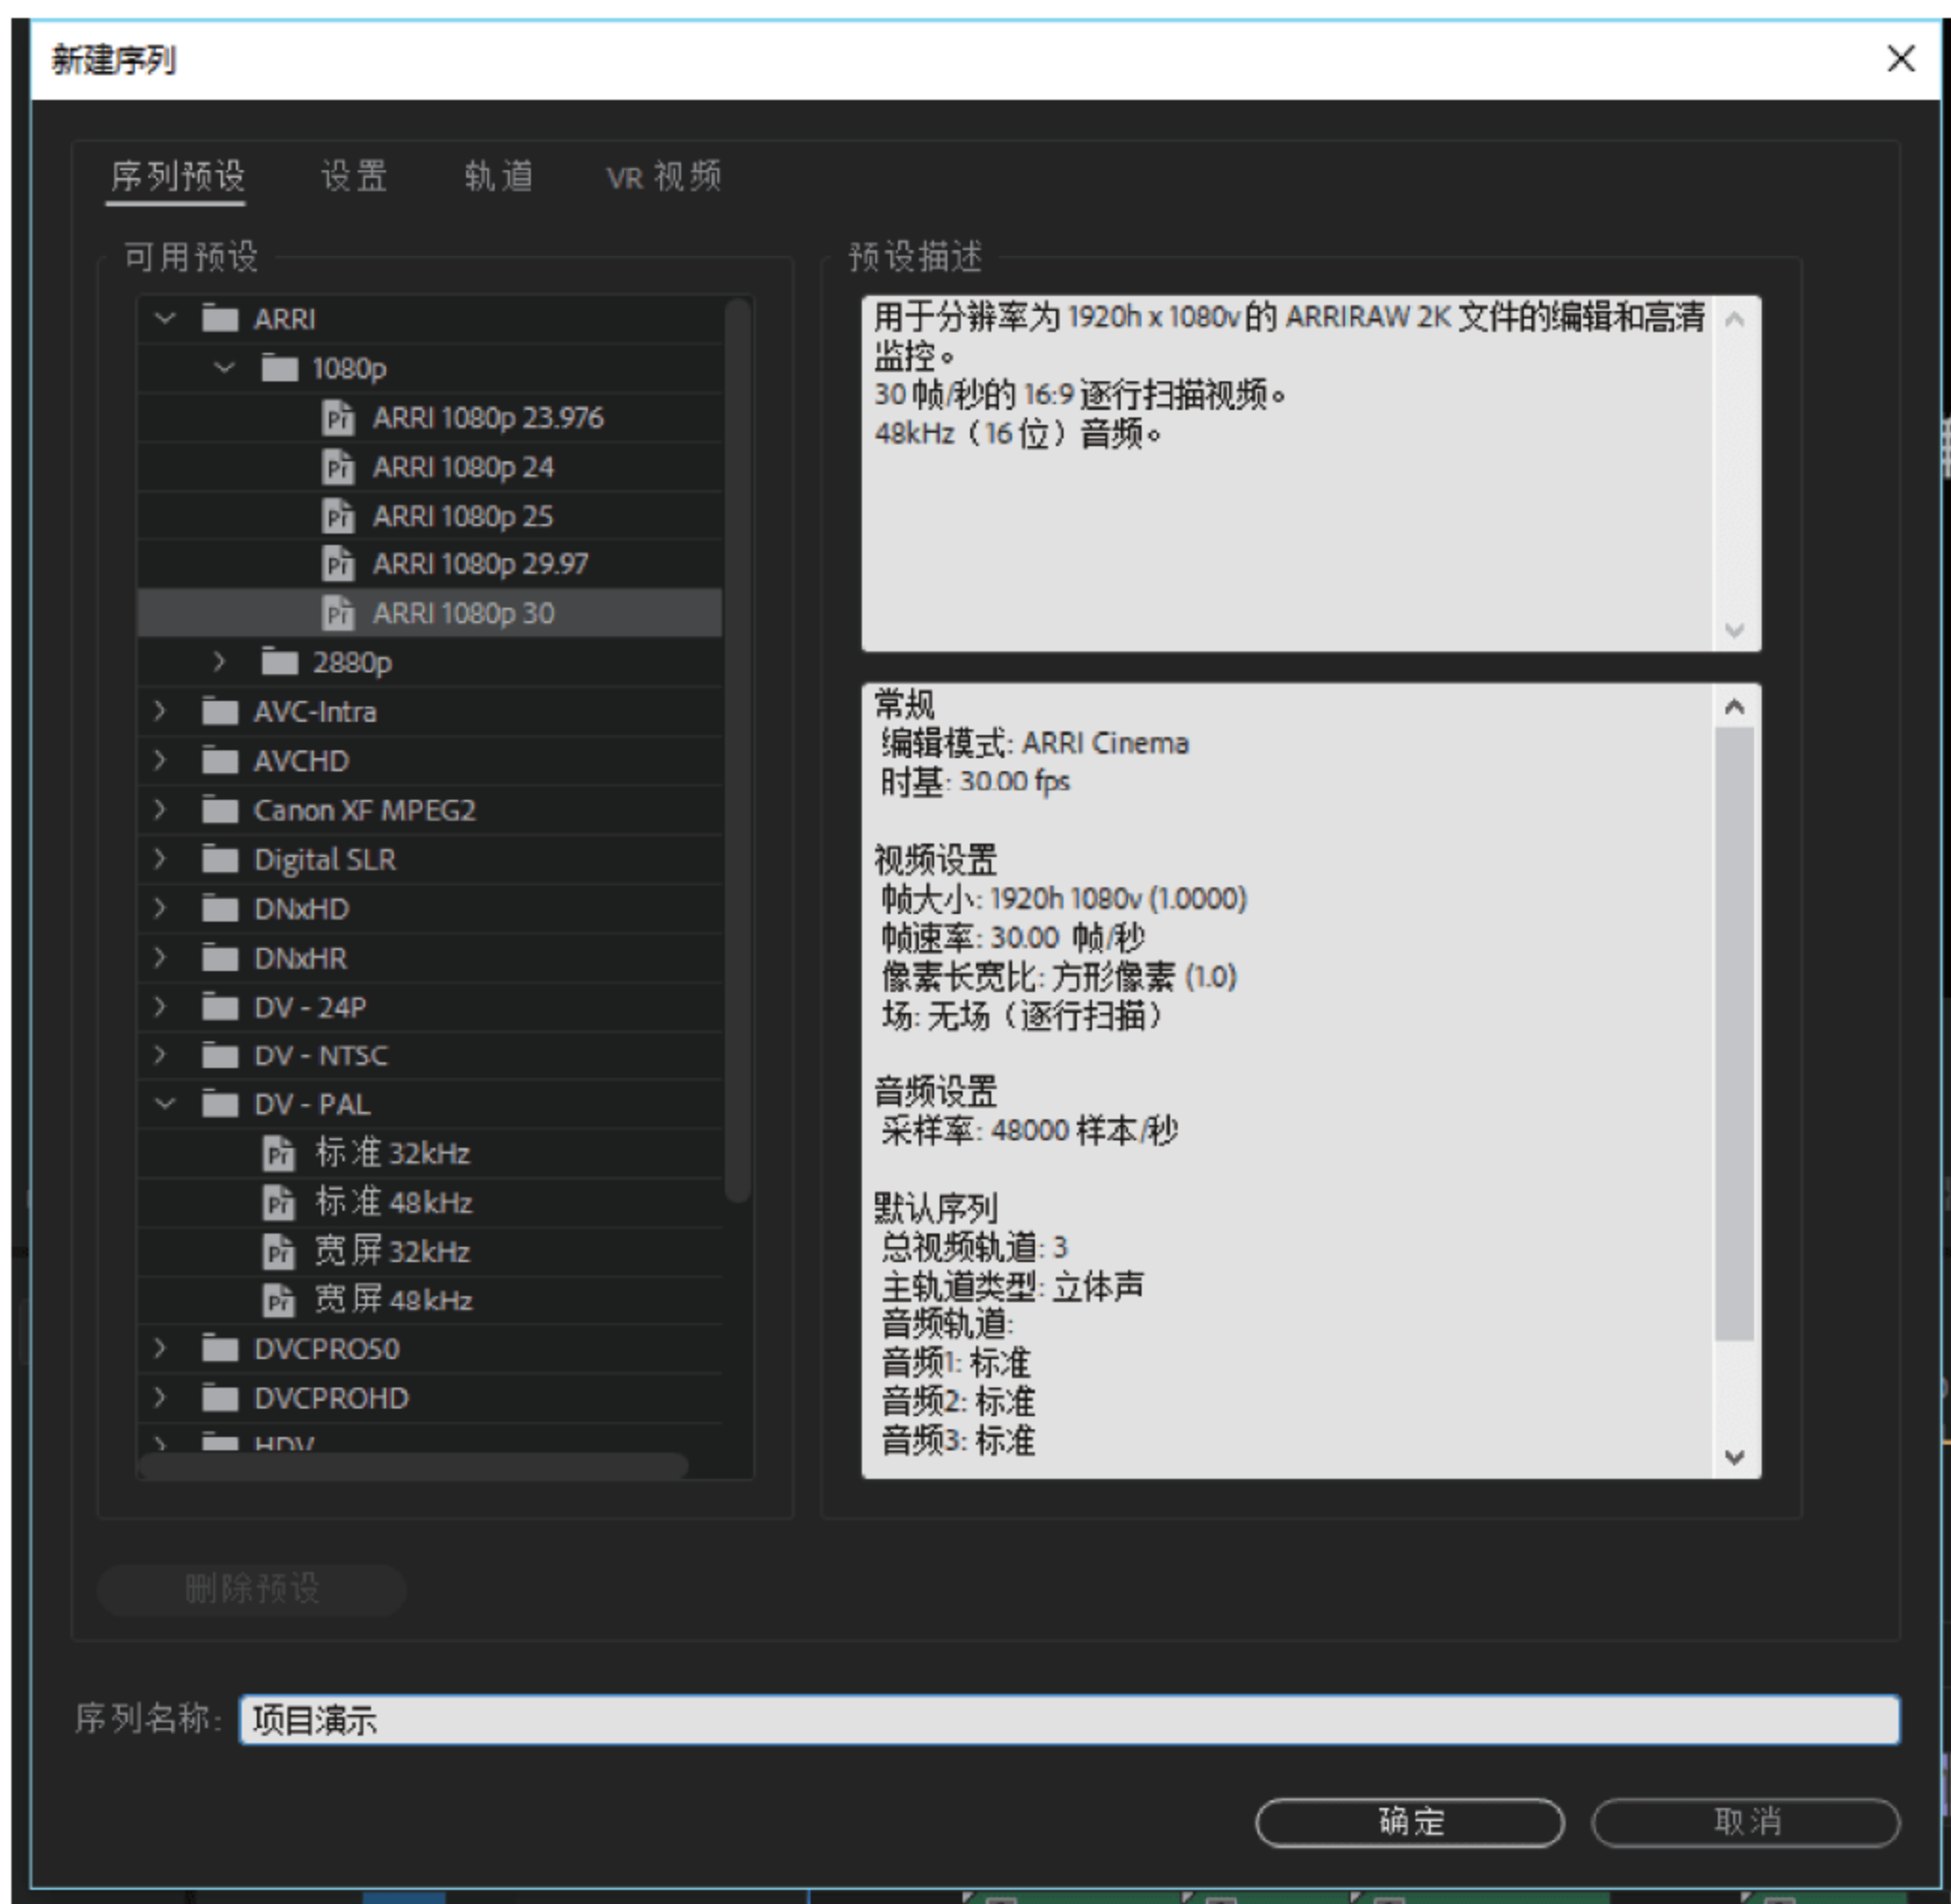 新建序列
序列预设 设置 轨道 VR 视频
可用预设
ARRI
1080p
ARRI 1080p 23.976
ARRI 1080p 24
ARRI 1080p 25
ARRI 1080p 29.97
ARRI 1080p 30
2880p
AVC-Intra
AVCHD
Canon XF MPEG2
Digital SLR
DNxHD
DNxHR
DV - 24P
DV - NTSC
DV - PAL
标准 32kHz
标准 48kHz
宽屏 32kHz
宽屏 48kHz
DVCPRO50
DVCPROHD
HDV
预设描述
用于分辨率为 1920h x 1080v 的 ARRIRAW 2K 文件的编辑和高清
监控。
30 帧/秒的 16:9 逐行扫描视频。
48kHz（16 位）音频。
常规
编辑模式: ARRI Cinema
时基: 30.00 fps
视频设置
帧大小: 1920h 1080v (1.0000)
帧速率: 30.00 帧/秒
像素长宽比: 方形像素 (1.0)
场: 无场（逐行扫描）
音频设置
采样率: 48000 样本/秒
默认序列
总视频轨道: 3
主轨道类型: 立体声
音频轨道:
音频1: 标准
音频2: 标准
音频3: 标准
删除预设
序列名称: 项目演示
确定 取消